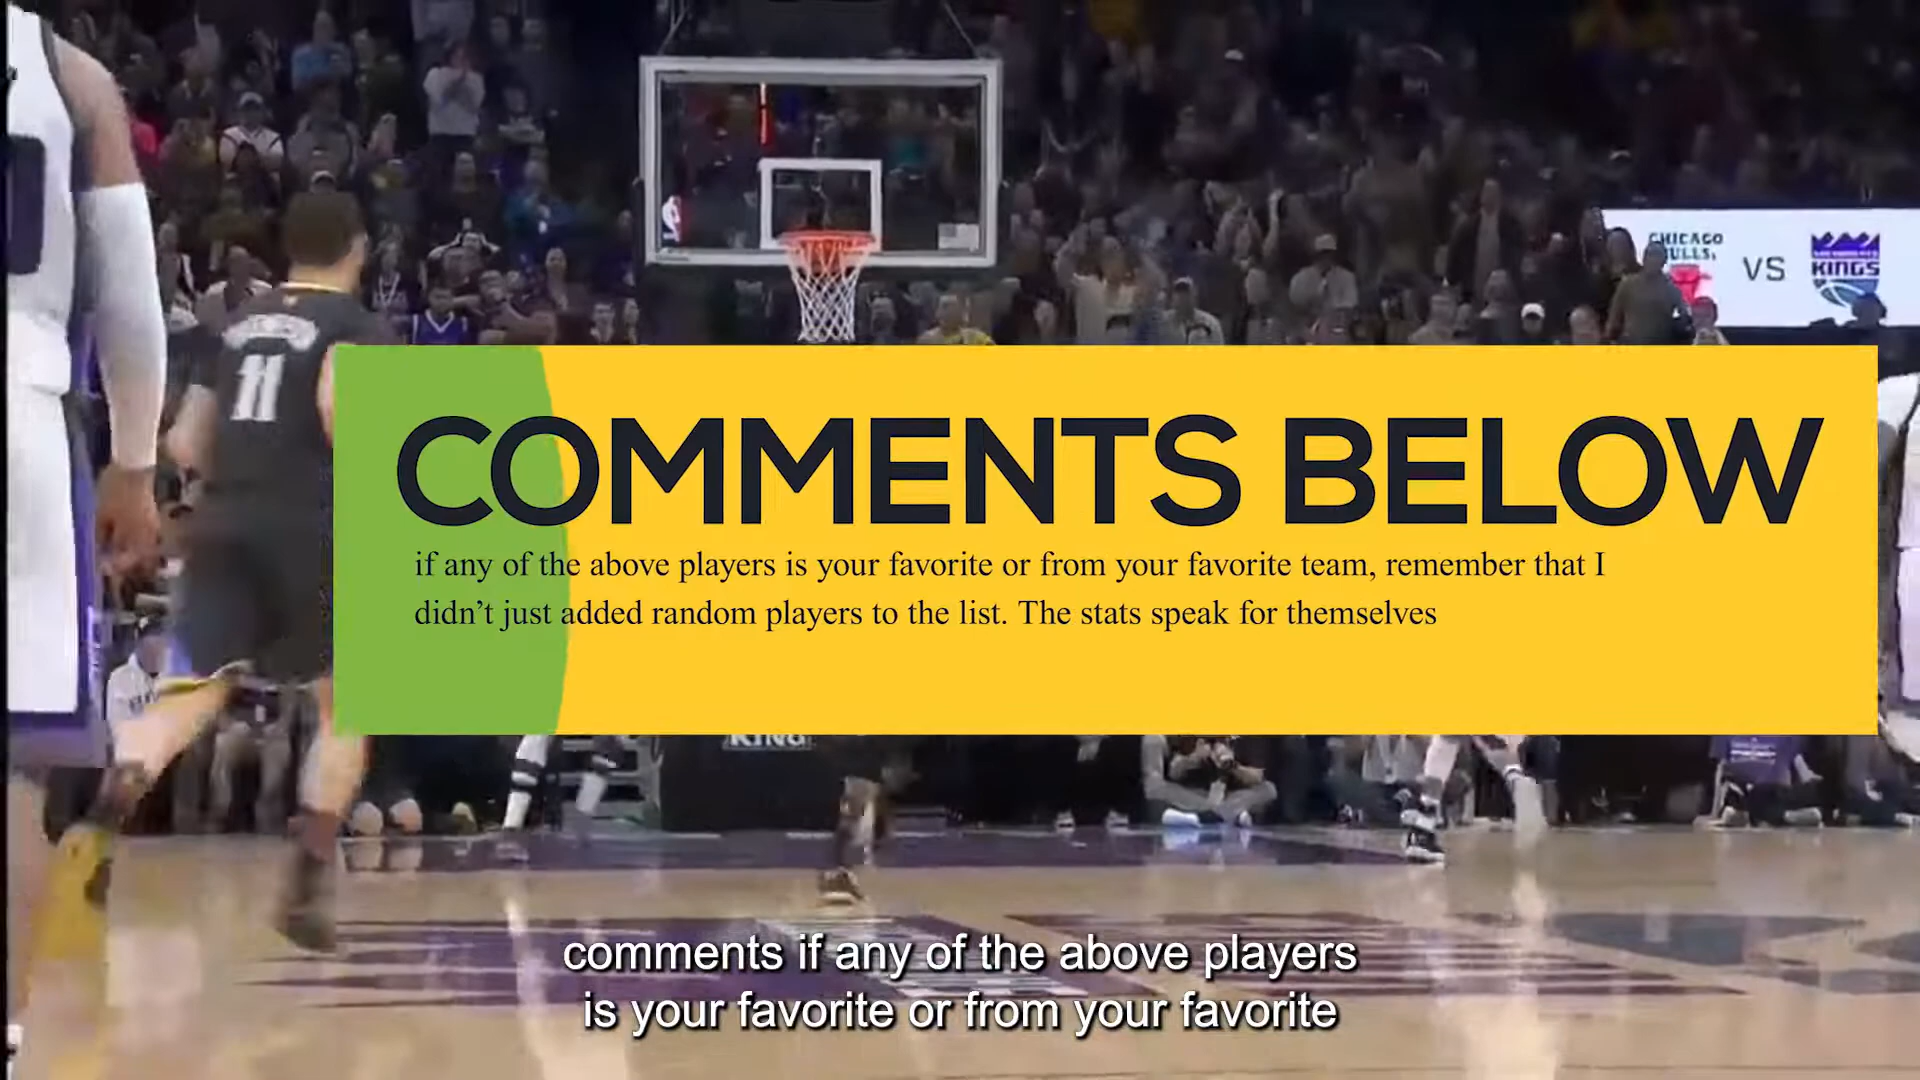 CHICAGO
BULLS
VS
KINGS
11
COMMENTS BELOW
if any of the above players is your favorite or from your favorite team, remember that I
didn’t just added random players to the list. The stats speak for themselves
KING
comments if any of the above players
is your favorite or from your favorite